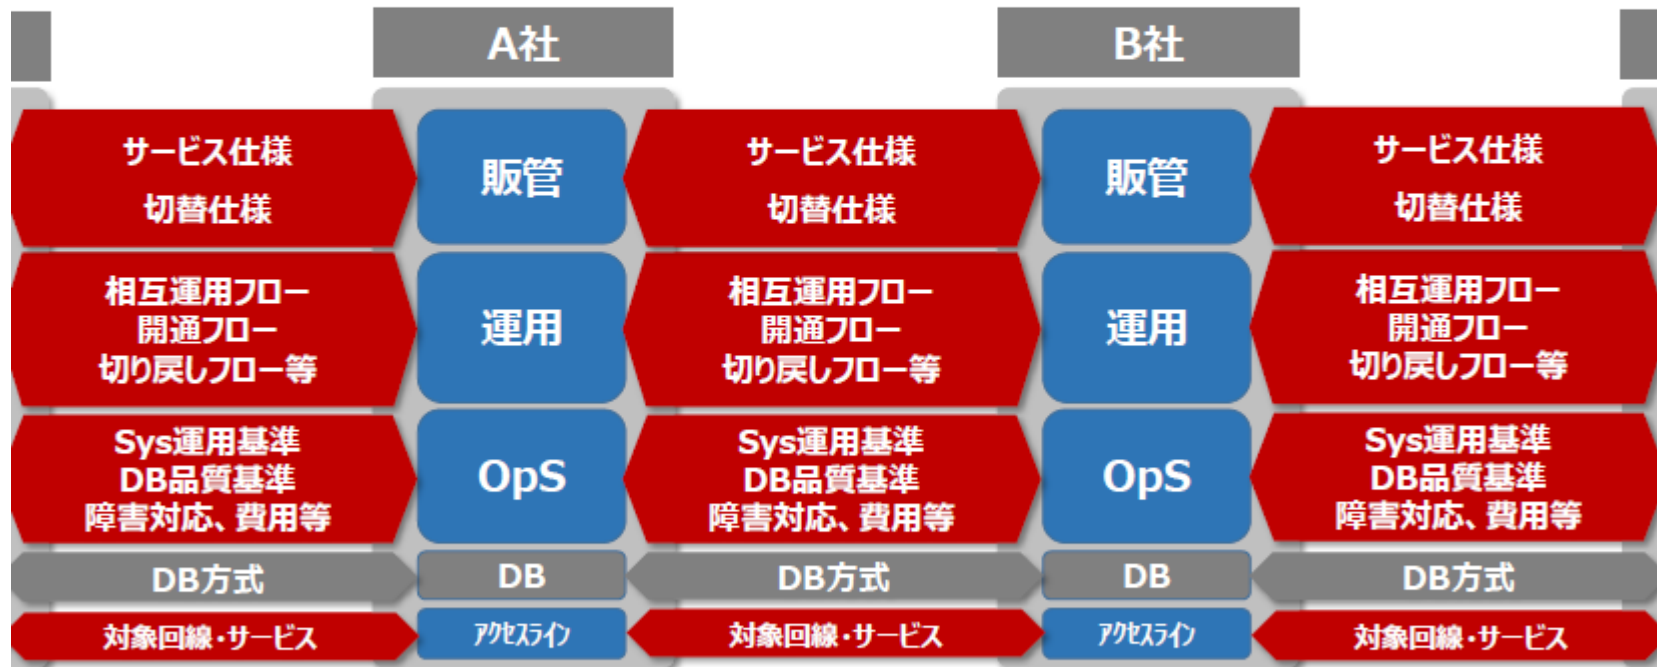 A社
B社
サービス仕様
切替仕様
販管
サービス仕様
切替仕様
販管
サービス仕様
切替仕様
相互運用フロー
開通フロー
切り戻しフロー等
運用
相互運用フロー
開通フロー
切り戻しフロー等
運用
相互運用フロー
開通フロー
切り戻しフロー等
Sys運用基準
DB品質基準
障害対応、費用等
OpS
Sys運用基準
DB品質基準
障害対応、費用等
OpS
Sys運用基準
DB品質基準
障害対応、費用等
DB方式
DB
DB方式
DB
DB方式
対象回線・サービス
アクセスライン
対象回線・サービス
アクセスライン
対象回線・サービス